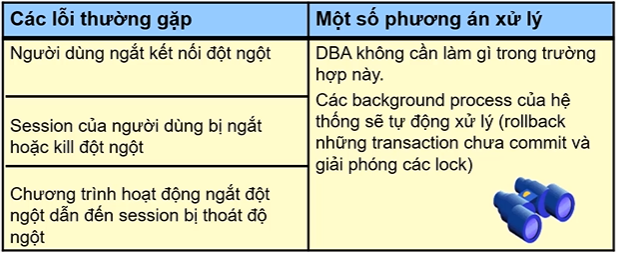 Các lỗi thường gặp
Một số phương án xử lý
Người dùng ngắt kết nối đột ngột
Session của người dùng bị ngắt
hoặc kill đột ngột
Chương trình hoạt động ngắt đột
ngột dẫn đến session bị thoát độ
ngột
DBA không cần làm gì trong trường
hợp này.
Các background process của hệ
thống sẽ tự động xử lý (rollback
những transaction chưa commit và
giải phóng các lock)